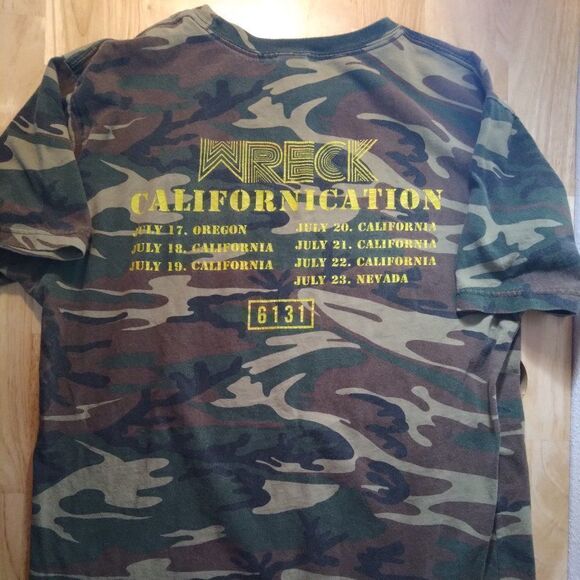 WRECK
CALIFORNICATION
JULY 17. OREGON
JULY 18. CALIFORNIA
JULY 19. CALIFORNIA
JULY 20. CALIFORNIA
JULY 21. CALIFORNIA
JULY 22. CALIFORNIA
JULY 23. NEVADA
6131